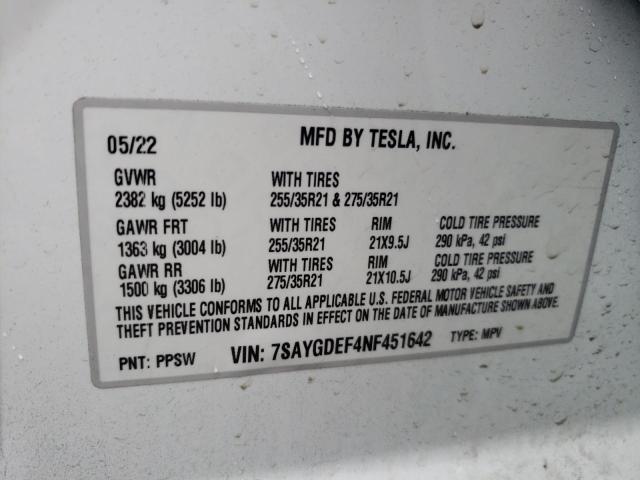 05/22 MFD BY TESLA, INC.
GVWR WITH TIRES
2382 kg (5252 lb) 255/35R21 & 275/35R21
GAWR FRT WITH TIRES RIM COLD TIRE PRESSURE
1363 kg (3004 lb) 255/35R21 21X9.5J 290 kPa, 42 psi
GAWR RR WITH TIRES RIM COLD TIRE PRESSURE
1500 kg (3306 lb) 275/35R21 21X10.5J 290 kPa, 42 psi
THIS VEHICLE CONFORMS TO ALL APPLICABLE U.S. FEDERAL MOTOR VEHICLE SAFETY AND
THEFT PREVENTION STANDARDS IN EFFECT ON THE DATE OF MANUFACTURE SHOWN ABOVE.
PNT: PPSW VIN: 7SAYGDEF4NF451642 TYPE: MPV